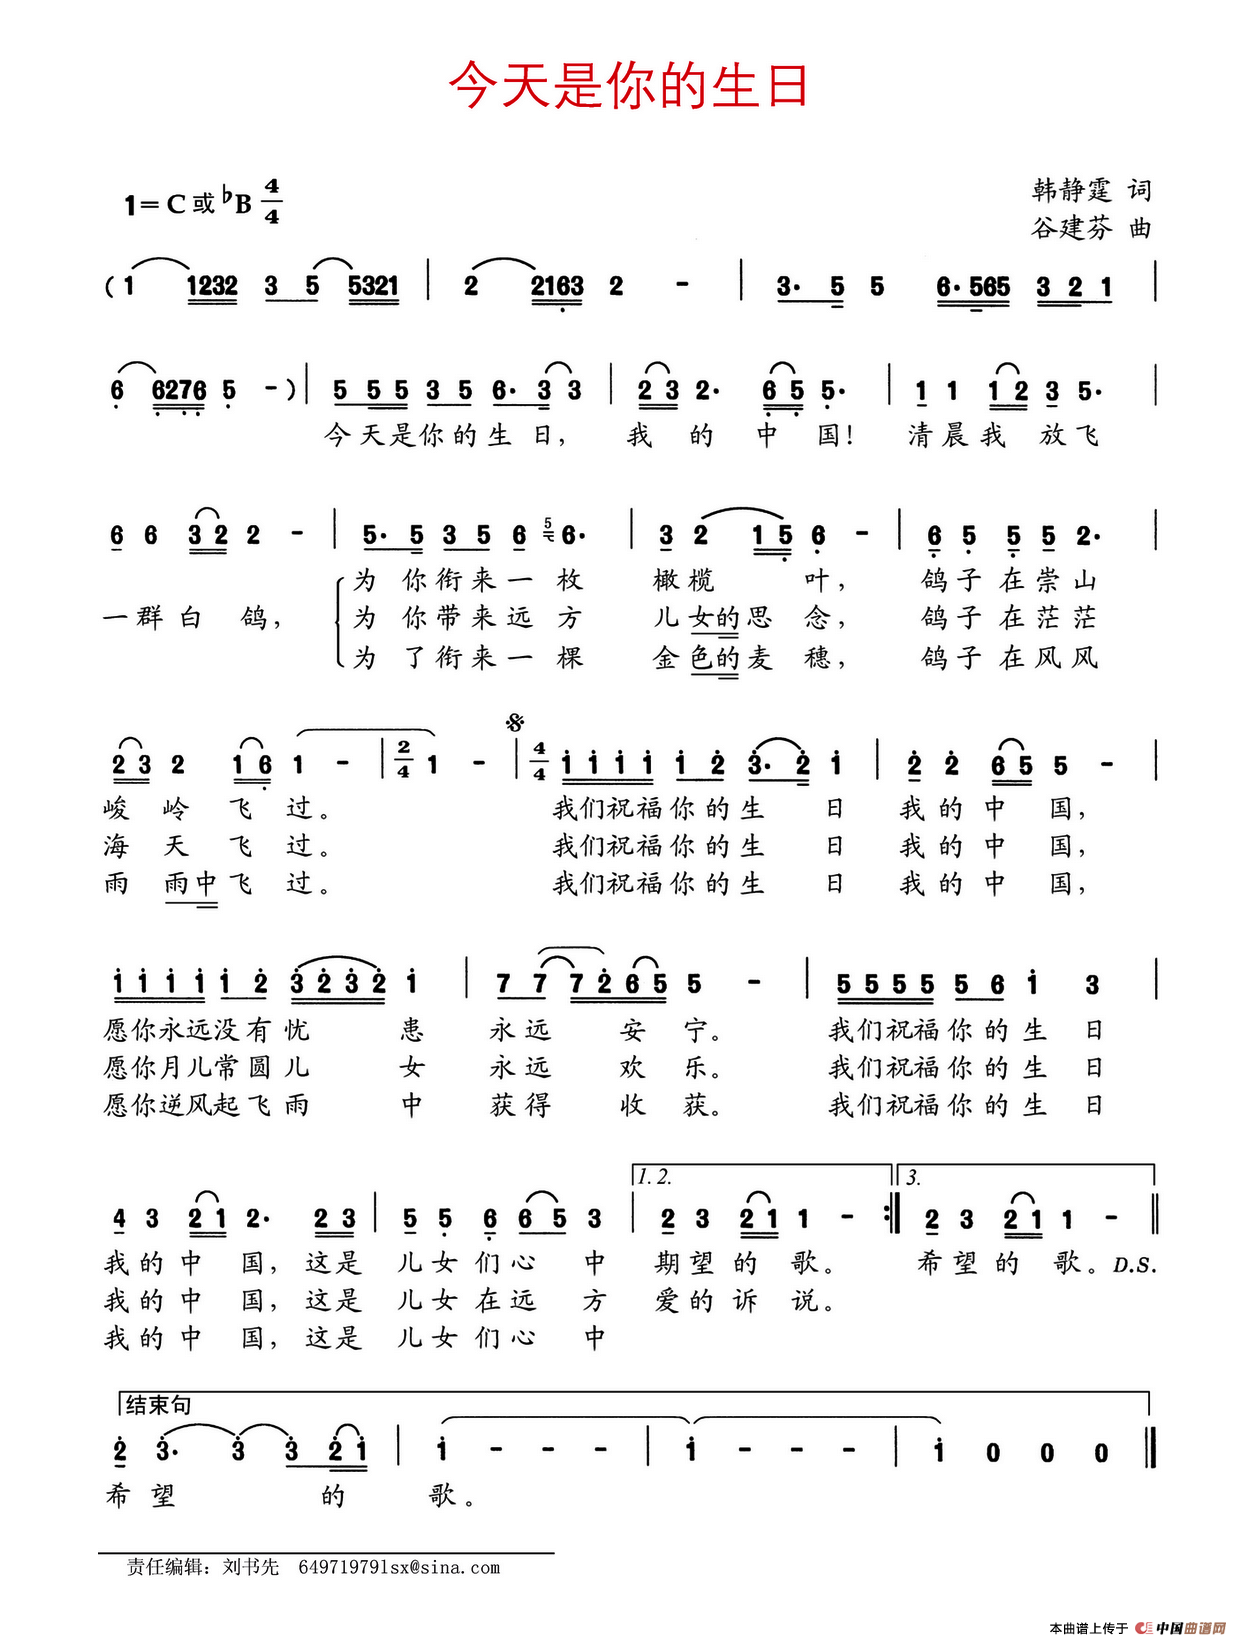 今天是你的生日
1=C或♭B 4/4
韩静霆 词
谷建芬 曲
( 1 1232 3 5 5321 | 2 2163 2 - | 3· 5 5 6·565 3 2 1 |
6 6276 5 - ) | 5 5 5 3 5 6· 3 3 | 2 3 2· 6 5 5· | 1 1 1 2 3 5· |
今天是你的生日， 我的中国！ 清晨我放飞
6 6 3 2 2 - | 5· 5 3 5 6 5 6· | 3 2 1 5 6 - | 6 5 5 5 2· |
为你衔来一枚 橄榄叶， 鸽子在崇山
一群白鸽， 为你带来远方 儿女的思念， 鸽子在茫茫
为了衔来一棵 金色的麦穗， 鸽子在风风
2 3 2 1 6 1 - | 2/4 1 - | 4/4 1 1 1 1 1 2 3· 2 1 | 2 2 6 5 5 - |
峻岭飞过。 我们祝福你的生日 我的中国，
海天飞过。 我们祝福你的生日 我的中国，
雨雨中飞过。 我们祝福你的生日 我的中国，
1 1 1 1 1 2 3 2 3 2 1 | 7 7 7 2 6 5 5 - | 5 5 5 5 5 6 1 3 |
愿你永远没有忧患 永远安宁。 我们祝福你的生日
愿你月儿常圆儿女 永远欢乐。 我们祝福你的生日
愿你逆风起飞雨中 获得收获。 我们祝福你的生日
1. 2. 3.
4 3 2 1 2· 2 3 | 5 5 6 6 5 3 | 2 3 2 1 1 - :| 2 3 2 1 1 - ||
我的中国，这是 儿女们心中 期望的歌。 希望的歌。D.S.
我的中国，这是 儿女在远方 爱的诉说。
我的中国，这是 儿女们心中
结束句
2 3· 3 3 2 1 | 1 - - - | 1 - - - | 1 0 0 0 ||
希望的歌。
责任编辑：刘书先 649719791sx@sina.com
本曲谱上传于 中国曲谱网